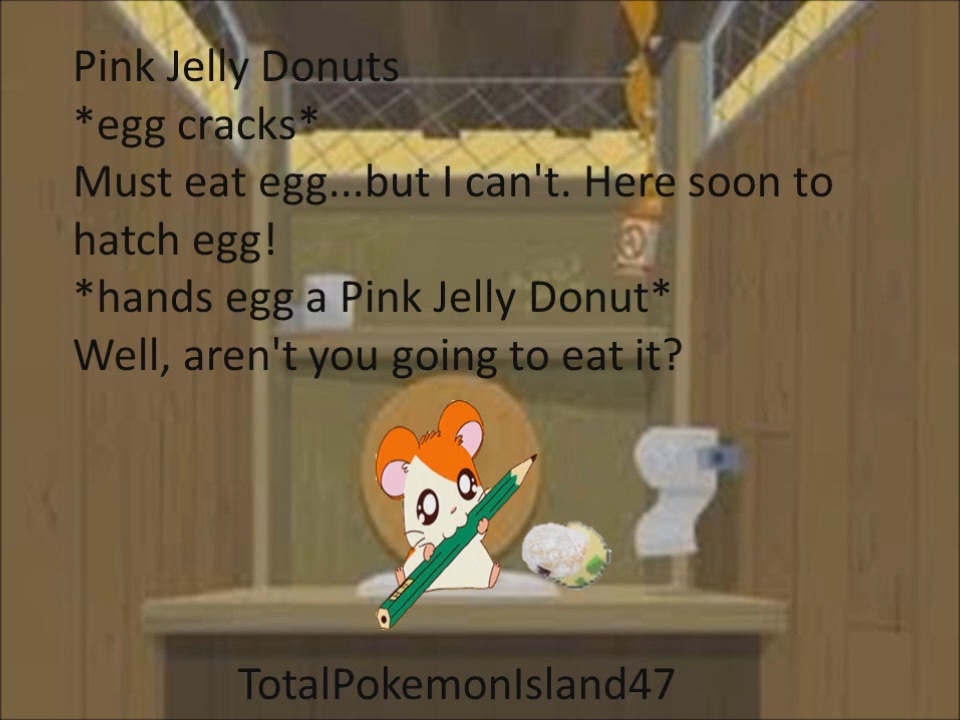 Pink Jelly Donuts
*egg cracks*
Must eat egg...but I can't. Here soon to
hatch egg!
*hands egg a Pink Jelly Donut*
Well, aren't you going to eat it?
TotalPokemonIsland47